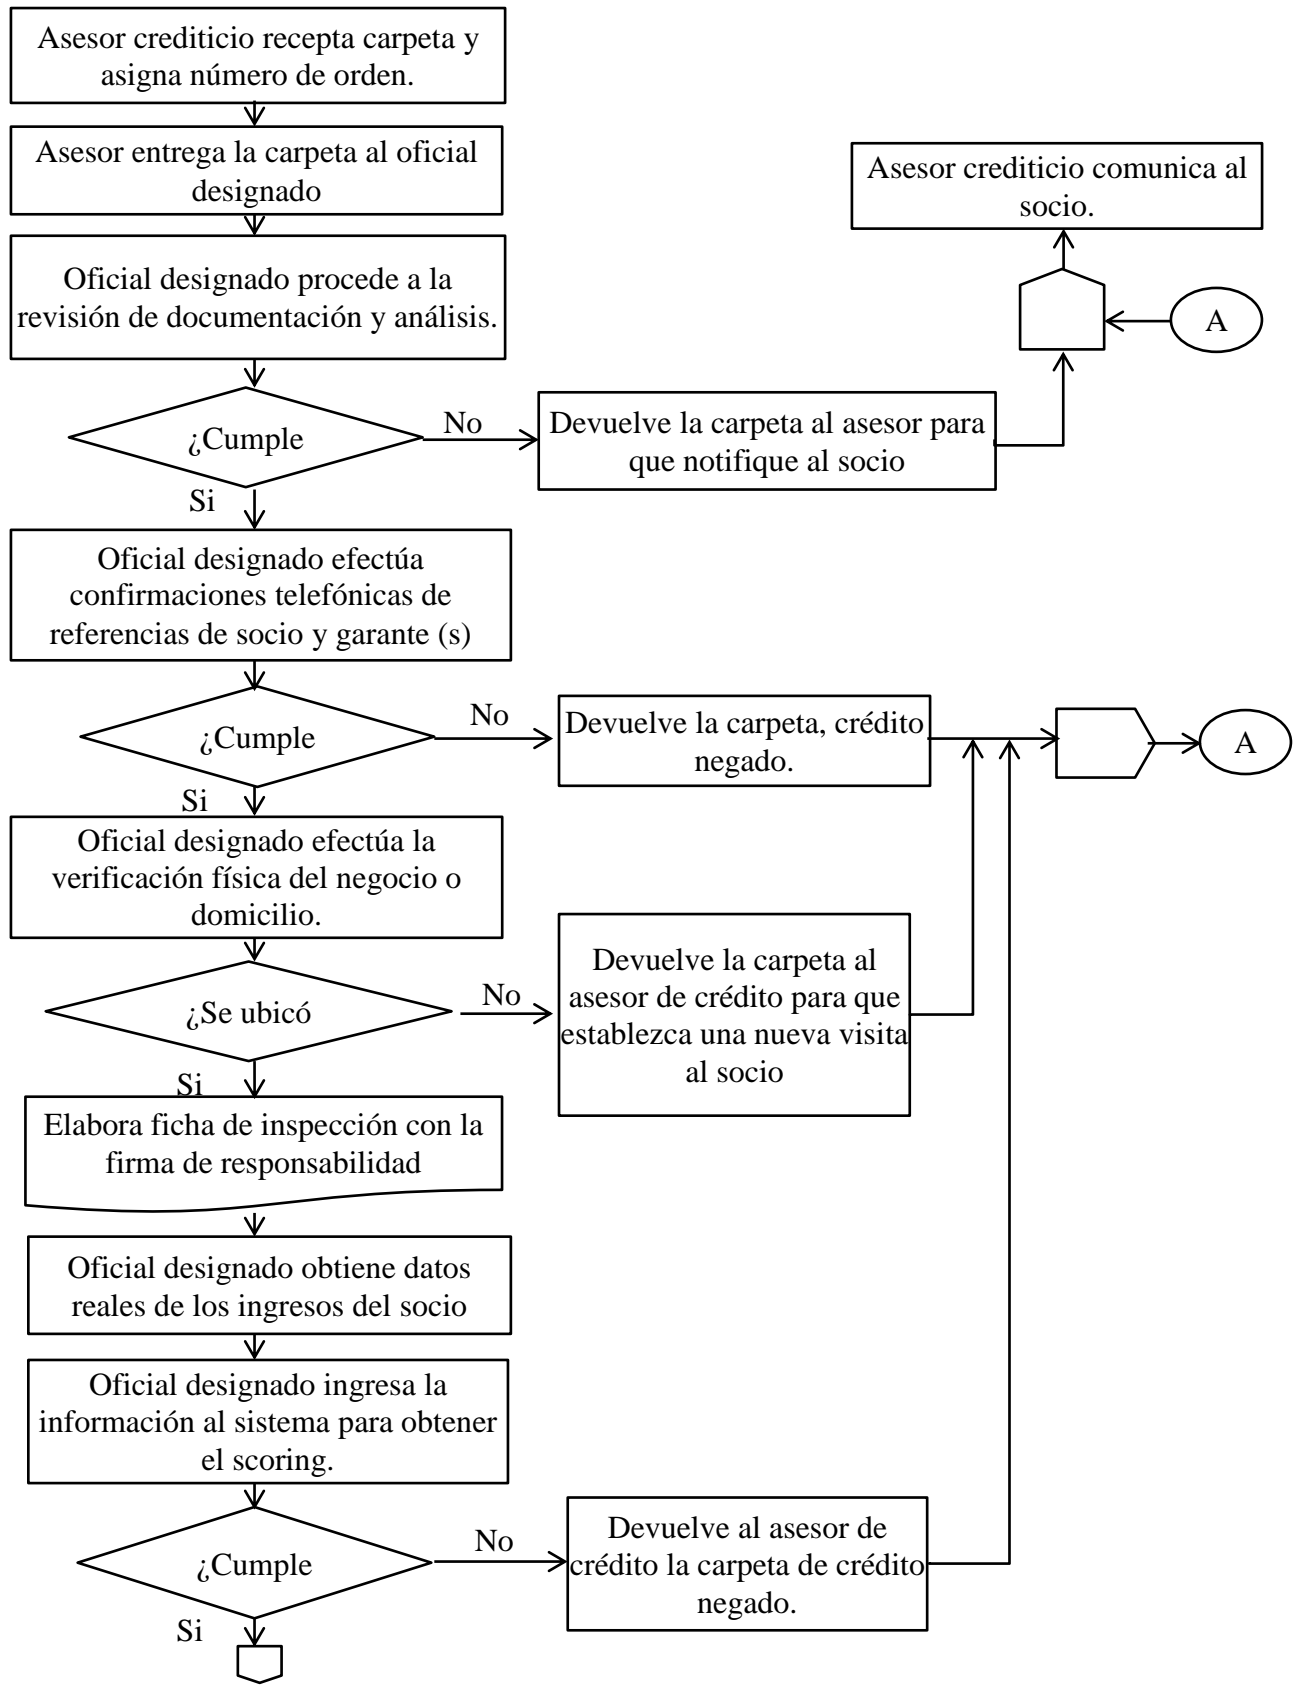 Asesor crediticio recepta carpeta y
asigna número de orden.
Asesor entrega la carpeta al oficial
designado
Asesor crediticio comunica al
socio.
Oficial designado procede a la
revisión de documentación y análisis.
A
¿Cumple
No
Devuelve la carpeta al asesor para
que notifique al socio
Si
Oficial designado efectúa
confirmaciones telefónicas de
referencias de socio y garante (s)
¿Cumple
No
Devuelve la carpeta, crédito
negado.
A
Si
Oficial designado efectúa la
verificación física del negocio o
domicilio.
¿Se ubicó
No
Devuelve la carpeta al
asesor de crédito para que
establezca una nueva visita
al socio
Si
Elabora ficha de inspección con la
firma de responsabilidad
Oficial designado obtiene datos
reales de los ingresos del socio
Oficial designado ingresa la
información al sistema para obtener
el scoring.
¿Cumple
No
Devuelve al asesor de
crédito la carpeta de crédito
negado.
Si